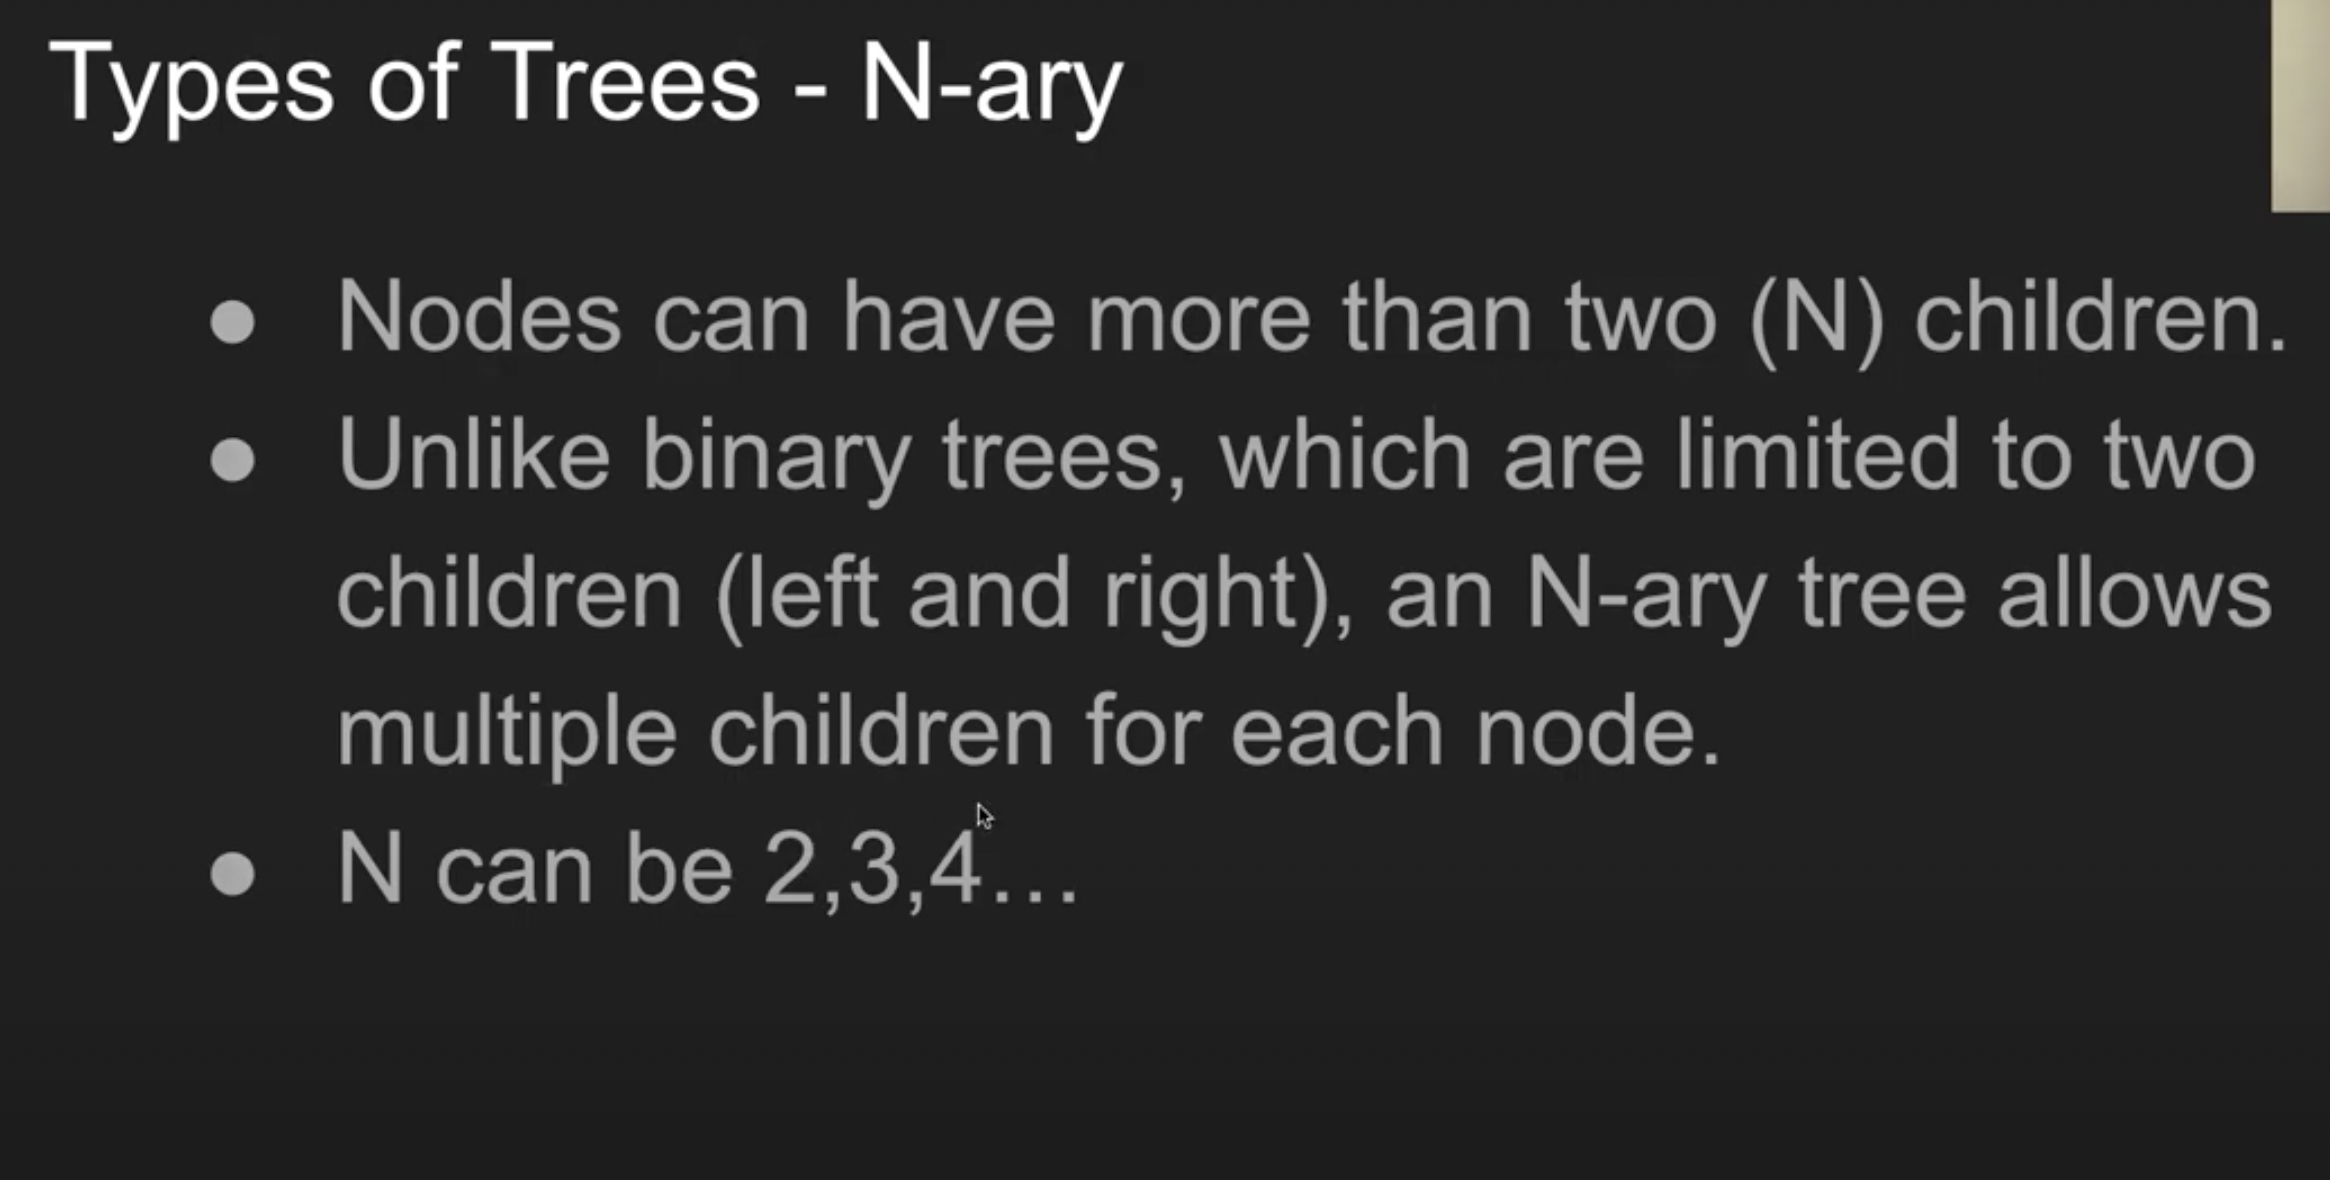 Types of Trees - N-ary
● Nodes can have more than two (N) children.
● Unlike binary trees, which are limited to two
children (left and right), an N-ary tree allows
multiple children for each node.
● N can be 2,3,4…